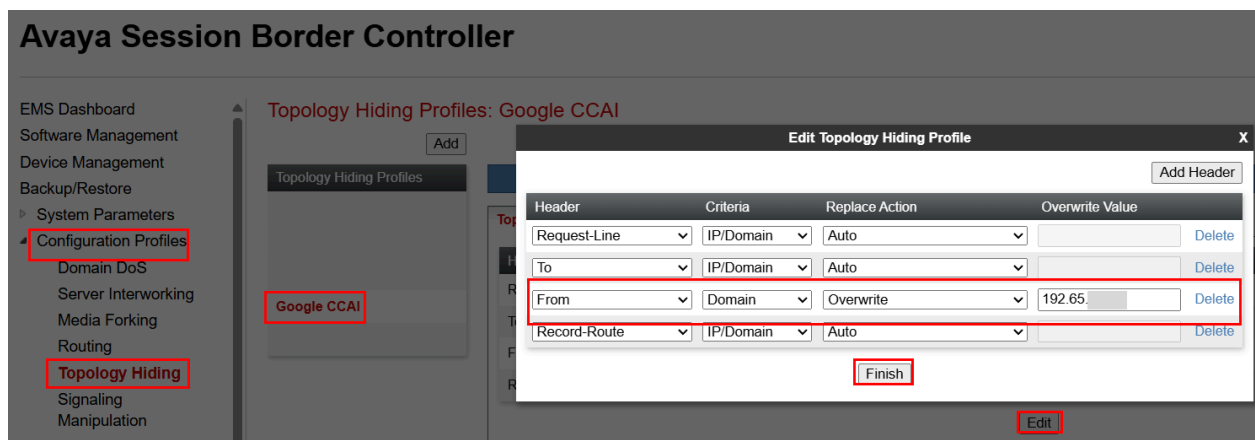 Avaya Session Border Controller
EMS Dashboard
Software Management
Device Management
Backup/Restore
System Parameters
Configuration Profiles
Domain DoS
Server Interworking
Media Forking
Routing
Topology Hiding
Signaling
Manipulation
Topology Hiding Profiles: Google CCAI
Add
Topology Hiding Profiles
Google CCAI
Edit Topology Hiding Profile X
Add Header
Header Criteria Replace Action Overwrite Value
Request-Line IP/Domain Auto Delete
To IP/Domain Auto Delete
From Domain Overwrite 192.65. Delete
Record-Route IP/Domain Auto Delete
Finish
Edit